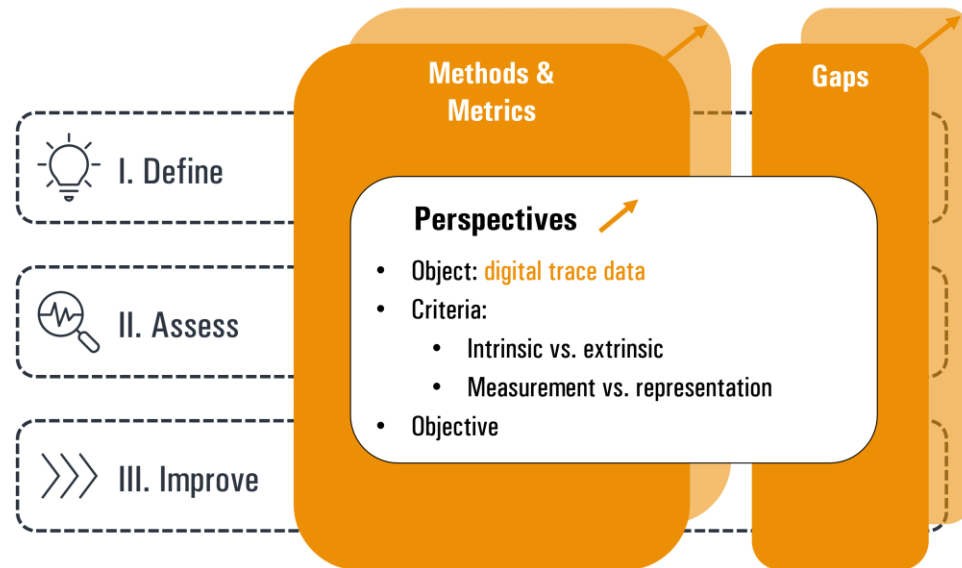 Methods &
Metrics
Gaps
I. Define
Perspectives
• Object: digital trace data
• Criteria:
• Intrinsic vs. extrinsic
• Measurement vs. representation
• Objective
II. Assess
III. Improve